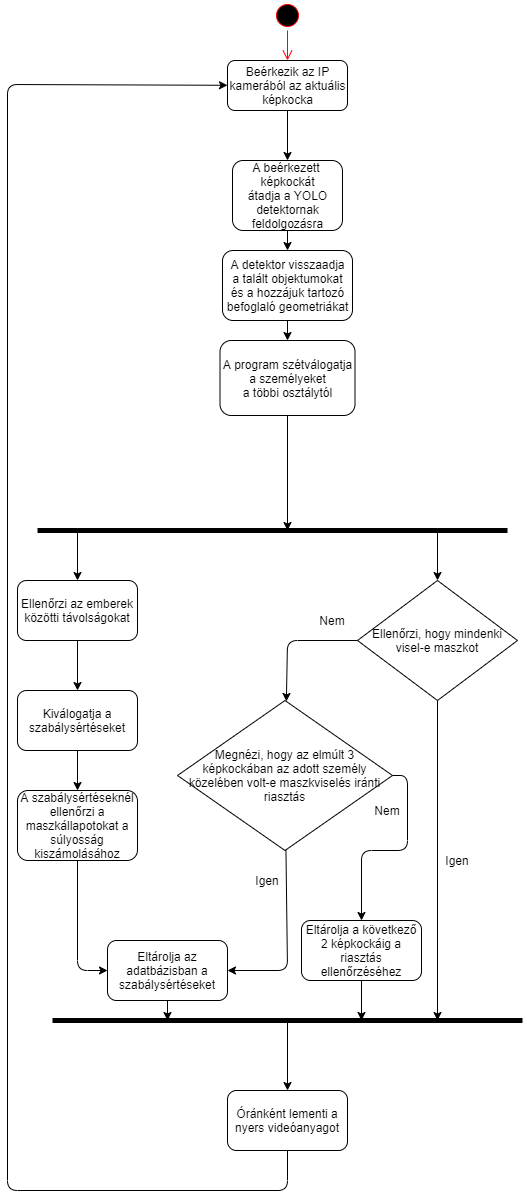 Beérkezik az IP
kamerából az aktuális
képkocka
A beérkezett
képkockát
átadja a YOLO
detektornak
feldolgozásra
A detektor visszaadja
a talált objektumokat
és a hozzájuk tartozó
befoglaló geometriákat
A program szétválogatja
a személyeket
a többi osztálytól
Ellenőrzi az emberek
közötti távolságokat
Kiválogatja a
szabálysértéseket
A szabálysértéseknél
ellenőrzi a
maszkállapotokat a
súlyosság
kiszámolásához
Ellenőrzi, hogy mindenki
visel-e maszkot
Nem
Megnézi, hogy az elmúlt 3
képkockában az adott személy
közelében volt-e maszkviselés iránti
riasztás
Nem
Igen
Igen
Eltárolja az
adatbázisban a
szabálysértéseket
Eltárolja a következő
2 képkockáig a
riasztás
ellenőrzéséhez
Óránként lementi a
nyers videóanyagot